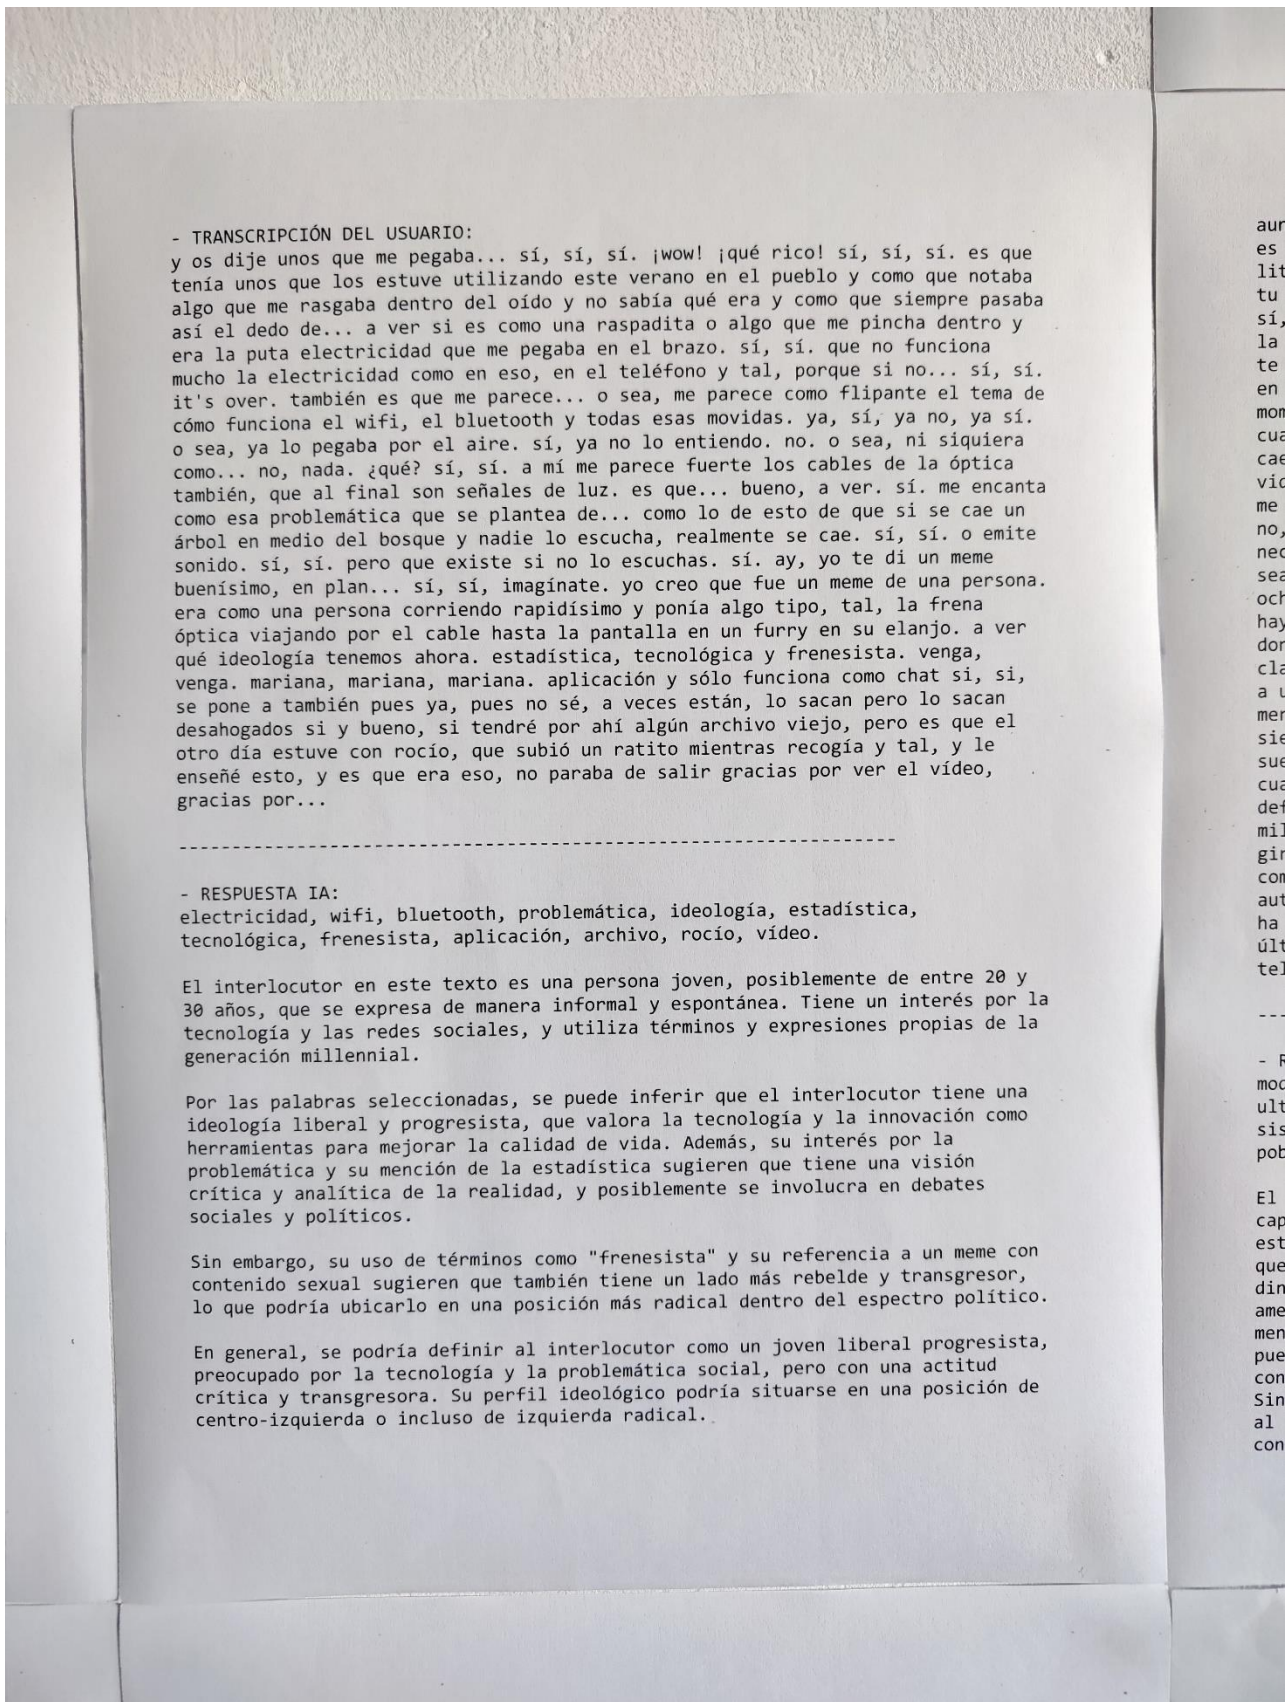 - TRANSCRIPCIÓN DEL USUARIO:
y os dije unos que me pegaba... sí, sí, sí. ¡wow! ¡qué rico! sí, sí, sí. es que
tenía unos que los estuve utilizando este verano en el pueblo y como que notaba
algo que me rasgaba dentro del oído y no sabía qué era y como que siempre pasaba
así el dedo de... a ver si es como una raspadita o algo que me pincha dentro y
era la puta electricidad que me pegaba en el brazo. sí, sí. que no funciona
mucho la electricidad como en eso, en el teléfono y tal, porque si no... sí, sí.
it's over. también es que me parece... o sea, me parece como flipante el tema de
cómo funciona el wifi, el bluetooth y todas esas movidas. ya, sí, ya no, ya sí.
o sea, ya lo pegaba por el aire. sí, ya no lo entiendo. no. o sea, ni siquiera
como... no, nada. ¿qué? sí, sí. a mí me parece fuerte los cables de la óptica
también, que al final son señales de luz. es que... bueno, a ver. sí. me encanta
como esa problemática que se plantea de... como lo de esto de que si se cae un
árbol en medio del bosque y nadie lo escucha, realmente se cae. sí, sí. o emite
sonido. sí, sí. pero que existe si no lo escuchas. sí. ay, yo te di un meme
buenísimo, en plan... sí, sí, imagínate. yo creo que fue un meme de una persona.
era como una persona corriendo rapidísimo y ponía algo tipo, tal, la frena
óptica viajando por el cable hasta la pantalla en un furry en su elanjo. a ver
qué ideología tenemos ahora. estadística, tecnológica y frenesista. venga,
venga. mariana, mariana, mariana. aplicación y sólo funciona como chat si, si,
se pone a también pues ya, pues no sé, a veces están, lo sacan pero lo sacan
desahogados si y bueno, si tendré por ahí algún archivo viejo, pero es que el
otro día estuve con rocío, que subió un ratito mientras recogía y tal, y le
enseñé esto, y es que era eso, no paraba de salir gracias por ver el vídeo,
gracias por...
--------------------------------------------------------------------
- RESPUESTA IA:
electricidad, wifi, bluetooth, problemática, ideología, estadística,
tecnológica, frenesista, aplicación, archivo, rocío, vídeo.
El interlocutor en este texto es una persona joven, posiblemente de entre 20 y
30 años, que se expresa de manera informal y espontánea. Tiene un interés por la
tecnología y las redes sociales, y utiliza términos y expresiones propias de la
generación millennial.
Por las palabras seleccionadas, se puede inferir que el interlocutor tiene una
ideología liberal y progresista, que valora la tecnología y la innovación como
herramientas para mejorar la calidad de vida. Además, su interés por la
problemática y su mención de la estadística sugieren que tiene una visión
crítica y analítica de la realidad, y posiblemente se involucra en debates
sociales y políticos.
Sin embargo, su uso de términos como "frenesista" y su referencia a un meme con
contenido sexual sugieren que también tiene un lado más rebelde y transgresor,
lo que podría ubicarlo en una posición más radical dentro del espectro político.
En general, se podría definir al interlocutor como un joven liberal progresista,
preocupado por la tecnología y la problemática social, pero con una actitud
crítica y transgresora. Su perfil ideológico podría situarse en una posición de
centro-izquierda o incluso de izquierda radical.